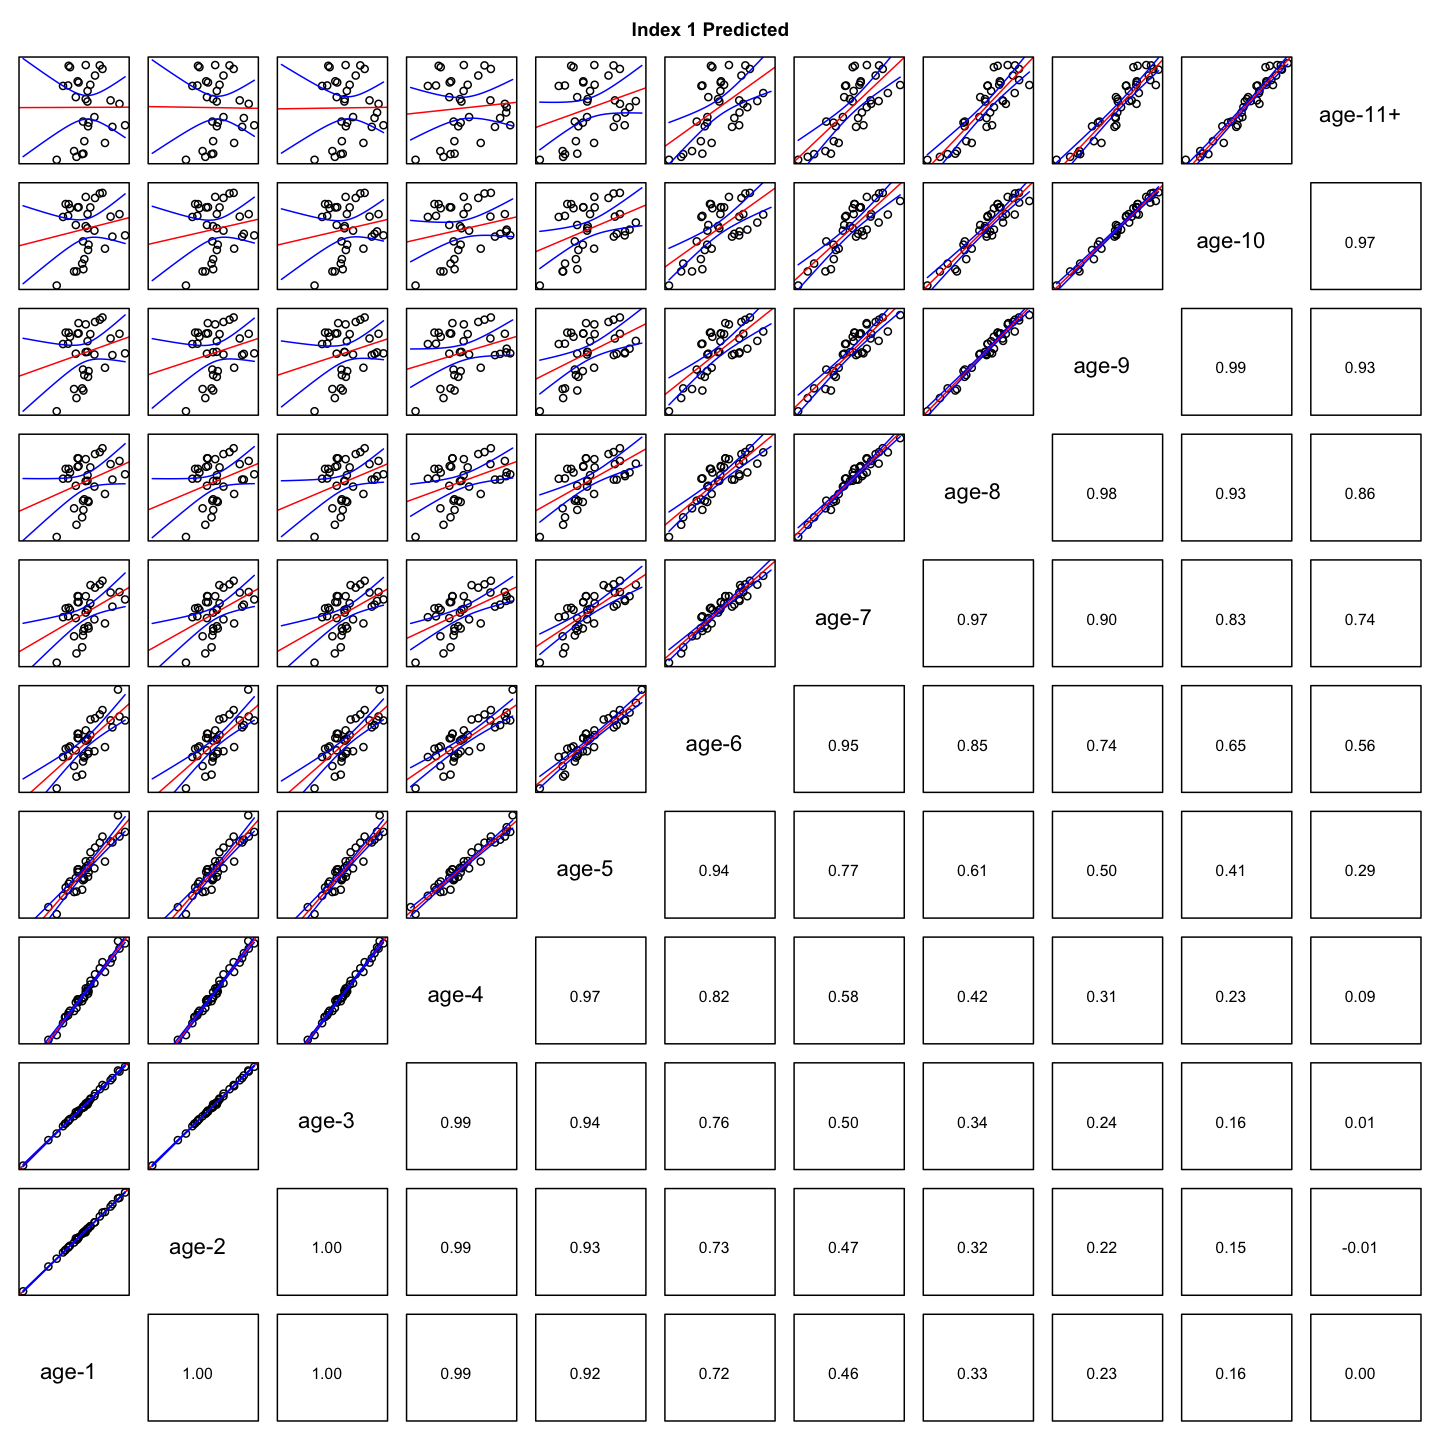 Index 1 Predicted
age-11+
age-10 0.97
age-9 0.99 0.93
age-8 0.98 0.93 0.86
age-7 0.97 0.90 0.83 0.74
age-6 0.95 0.85 0.74 0.65 0.56
age-5 0.94 0.77 0.61 0.50 0.41 0.29
age-4 0.97 0.82 0.58 0.42 0.31 0.23 0.09
age-3 0.99 0.94 0.76 0.50 0.34 0.24 0.16 0.01
age-2 1.00 0.99 0.93 0.73 0.47 0.32 0.22 0.15 -0.01
age-1 1.00 1.00 0.99 0.92 0.72 0.46 0.33 0.23 0.16 0.00